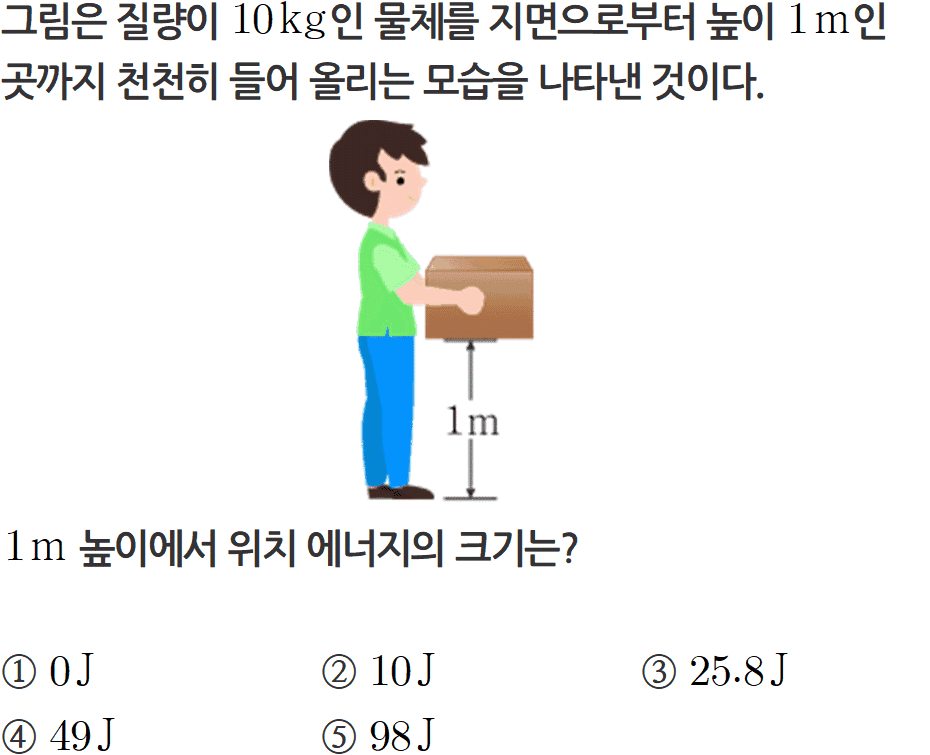 그림은 질량이 10kg인 물체를 지면으로부터 높이 1m인
곳까지 천천히 들어 올리는 모습을 나타낸 것이다.
1m
1m 높이에서 위치 에너지의 크기는?
① 0J ② 10J ③ 25.8J
④ 49J ⑤ 98J